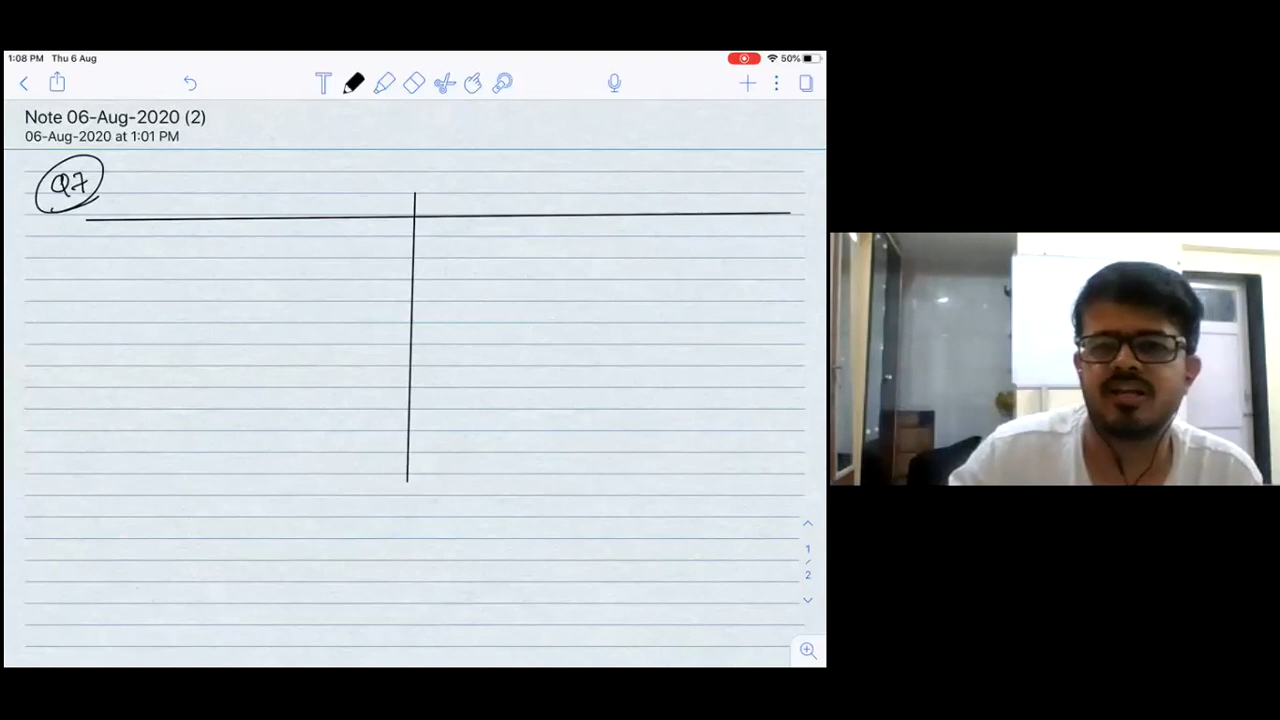 1:08 PM Thu 6 Aug
50%
T
Note 06-Aug-2020 (2)
06-Aug-2020 at 1:01 PM
Q7
1
/
2